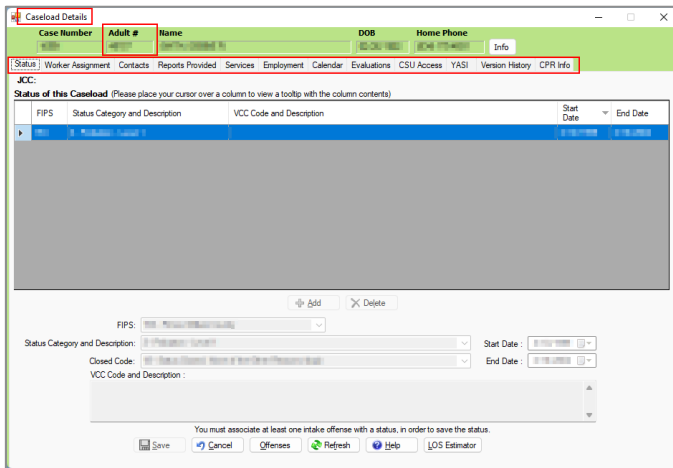 Caseload Details
Case Number Adult # Name DOB Home Phone
Info
Status Worker Assignment Contacts Reports Provided Services Employment Calendar Evaluations CSU Access YASI Version History CPR Info
JCC:
Status of this Caseload (Please place your cursor over a column to view a tooltip with the column contents)
FIPS Status Category and Description VCC Code and Description Start Date End Date
Add Delete
FIPS:
Status Category and Description: Start Date :
Closed Code: End Date :
VCC Code and Description :
You must associate at least one intake offense with a status, in order to save the status.
Save Cancel Offenses Refresh Help LOS Estimator